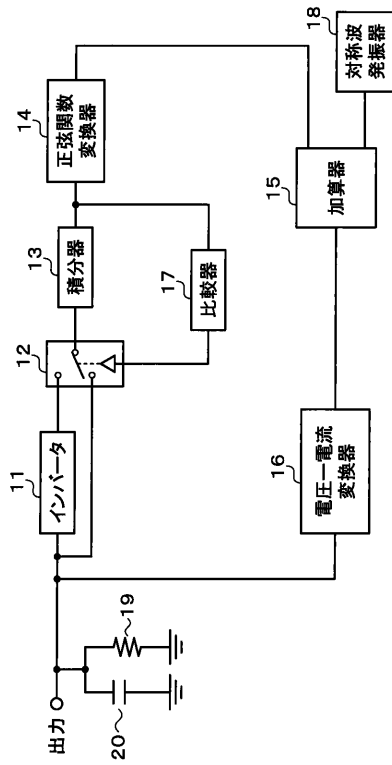 出力
20
19
11
インバータ
12
13
積分器
14
正弦関数
変換器
17
比較器
16
電圧ー電流
変換器
15
加算器
18
対称波
発振器